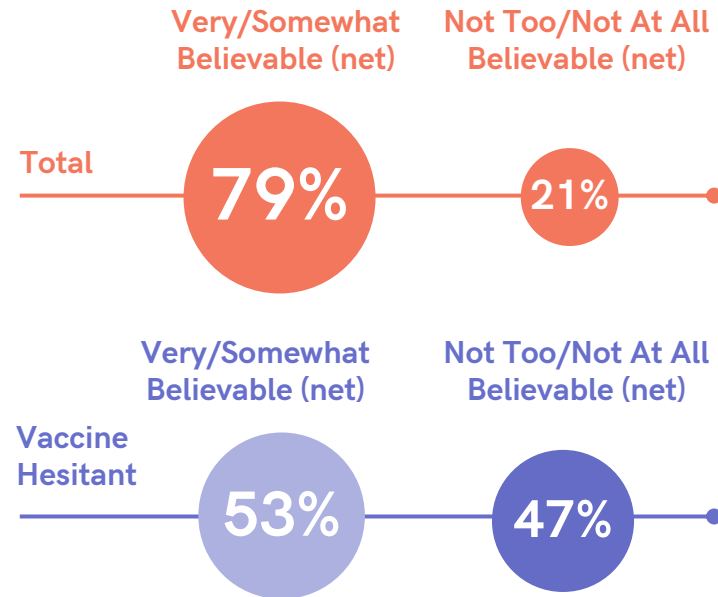 Very/Somewhat
Believable (net)
Not Too/Not At All
Believable (net)
Total
79%
21%
Very/Somewhat
Believable (net)
Not Too/Not At All
Believable (net)
Vaccine
Hesitant
53%
47%